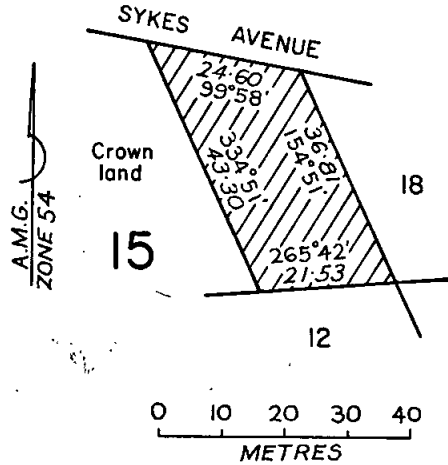 SYKES AVENUE
24·60
99°58'
36·81
154°51'
334°51'
43·30
Crown
land
15
18
A.M.G.
ZONE 54
265°42'
21·53
12
0 10 20 30 40
METRES